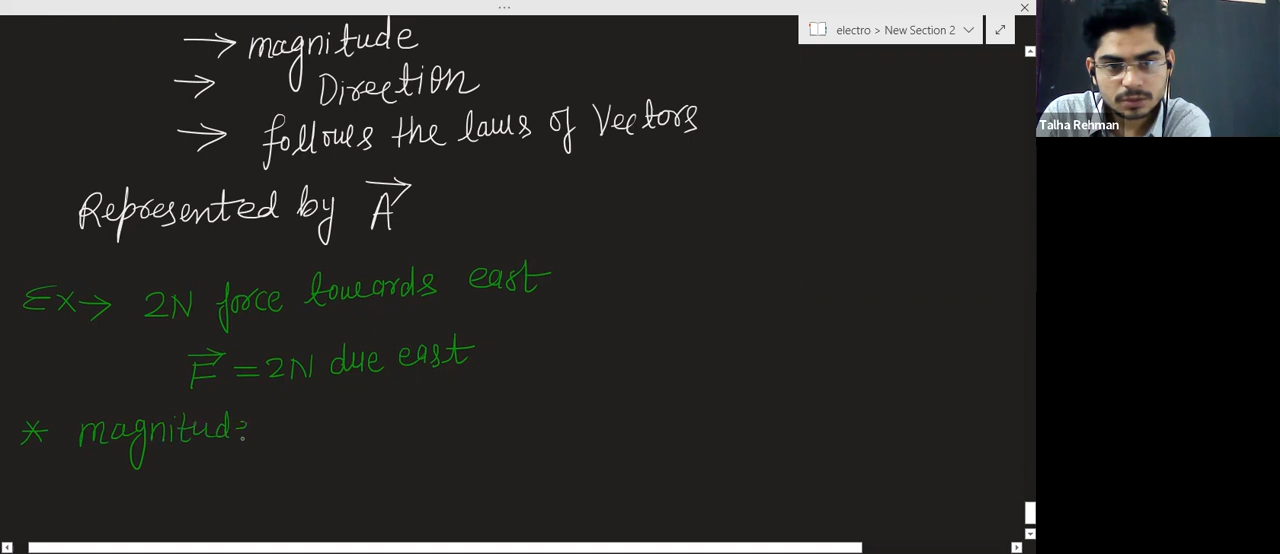 electro > New Section 2
→ magnitude
→ Direction
→ follows the laws of Vectors
Represented by A⃗
Ex→ 2N force towards east
F⃗ = 2N due east
* magnitude
Talha Rehman